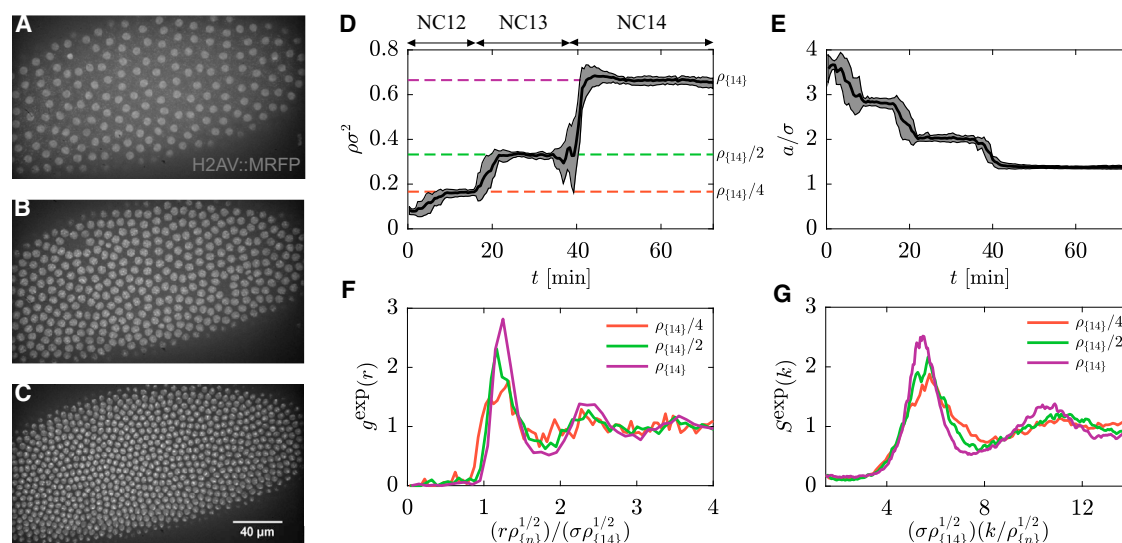 A
H2AV::MRFP
B
C
40 µm
D
NC12 NC13 NC14
0.8
0.6
0.4
0.2
0
ρσ²
ρ{14}
ρ{14}/2
ρ{14}/4
0 20 40 60
t [min]
E
4
3
2
1
0
a/σ
0 20 40 60
t [min]
F
3
2
1
0
g^exp(r)
ρ{14}/4
ρ{14}/2
ρ{14}
0 1 2 3 4
(rρ{n}^1/2)/(σρ{14}^1/2)
G
3
2
1
0
S^exp(k)
ρ{14}/4
ρ{14}/2
ρ{14}
4 8 12
(σρ{14}^1/2)(k/ρ{n}^1/2)